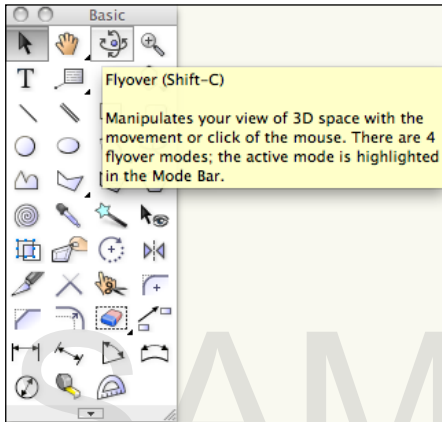 Basic
T
Flyover (Shift-C)
Manipulates your view of 3D space with the
movement or click of the mouse. There are 4
flyover modes; the active mode is highlighted
in the Mode Bar.
SAM